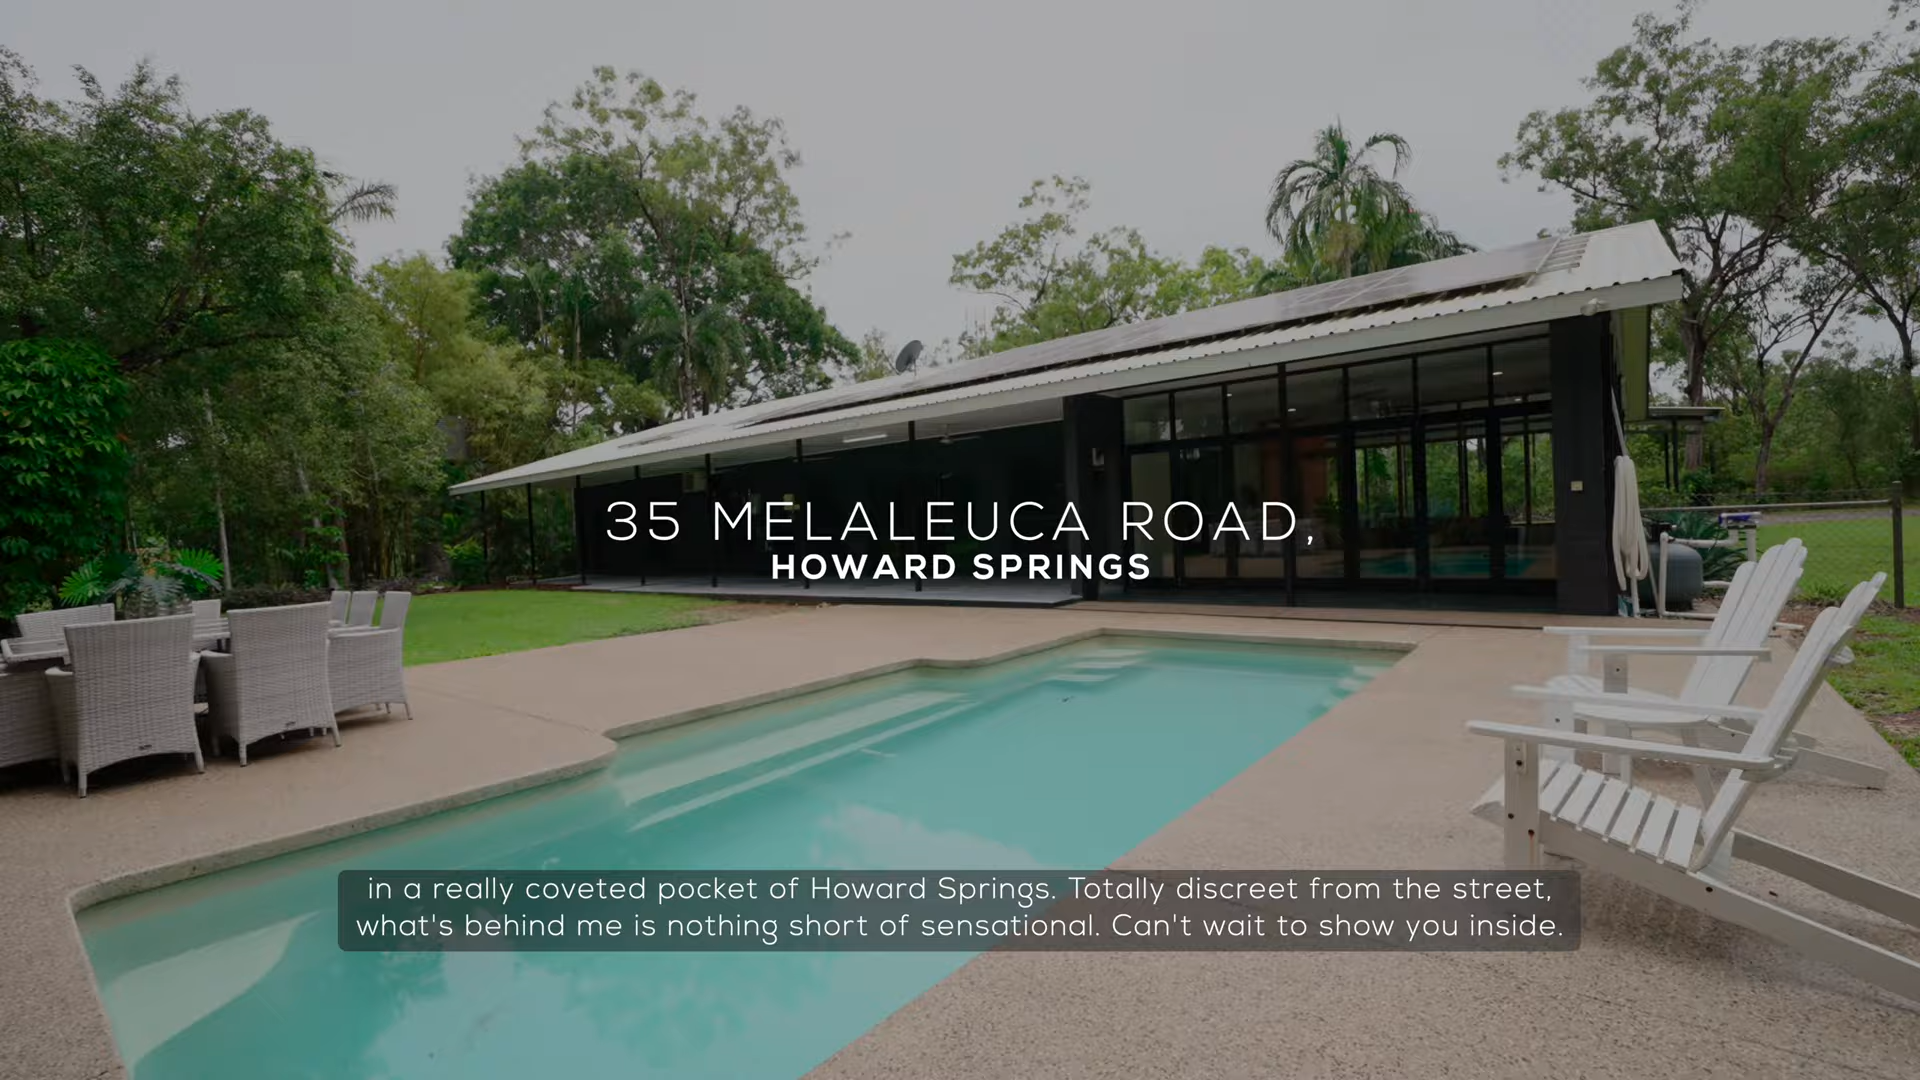 35 MELALEUCA ROAD,
HOWARD SPRINGS
in a really coveted pocket of Howard Springs. Totally discreet from the street,
what's behind me is nothing short of sensational. Can't wait to show you inside.